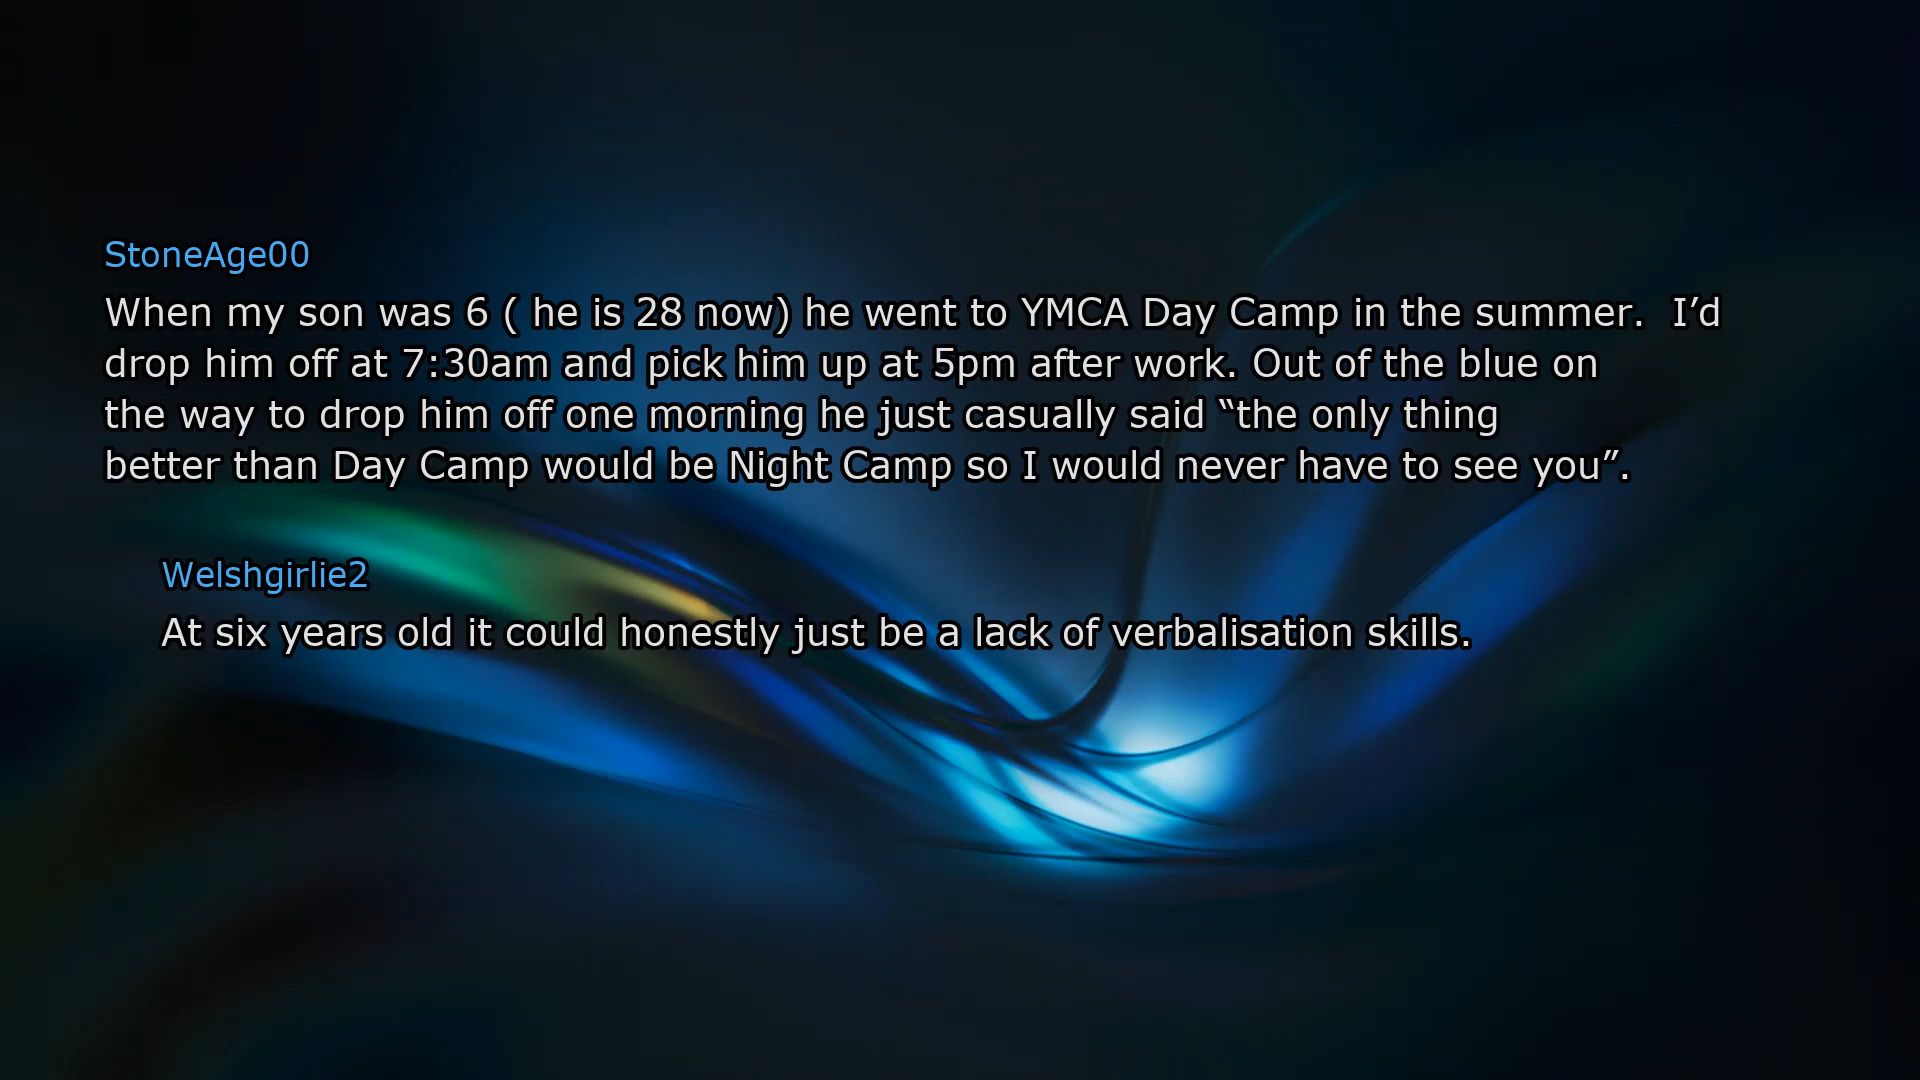 StoneAge00
When my son was 6 ( he is 28 now) he went to YMCA Day Camp in the summer.  I’d
drop him off at 7:30am and pick him up at 5pm after work. Out of the blue on
the way to drop him off one morning he just casually said “the only thing
better than Day Camp would be Night Camp so I would never have to see you”.
Welshgirlie2
At six years old it could honestly just be a lack of verbalisation skills.